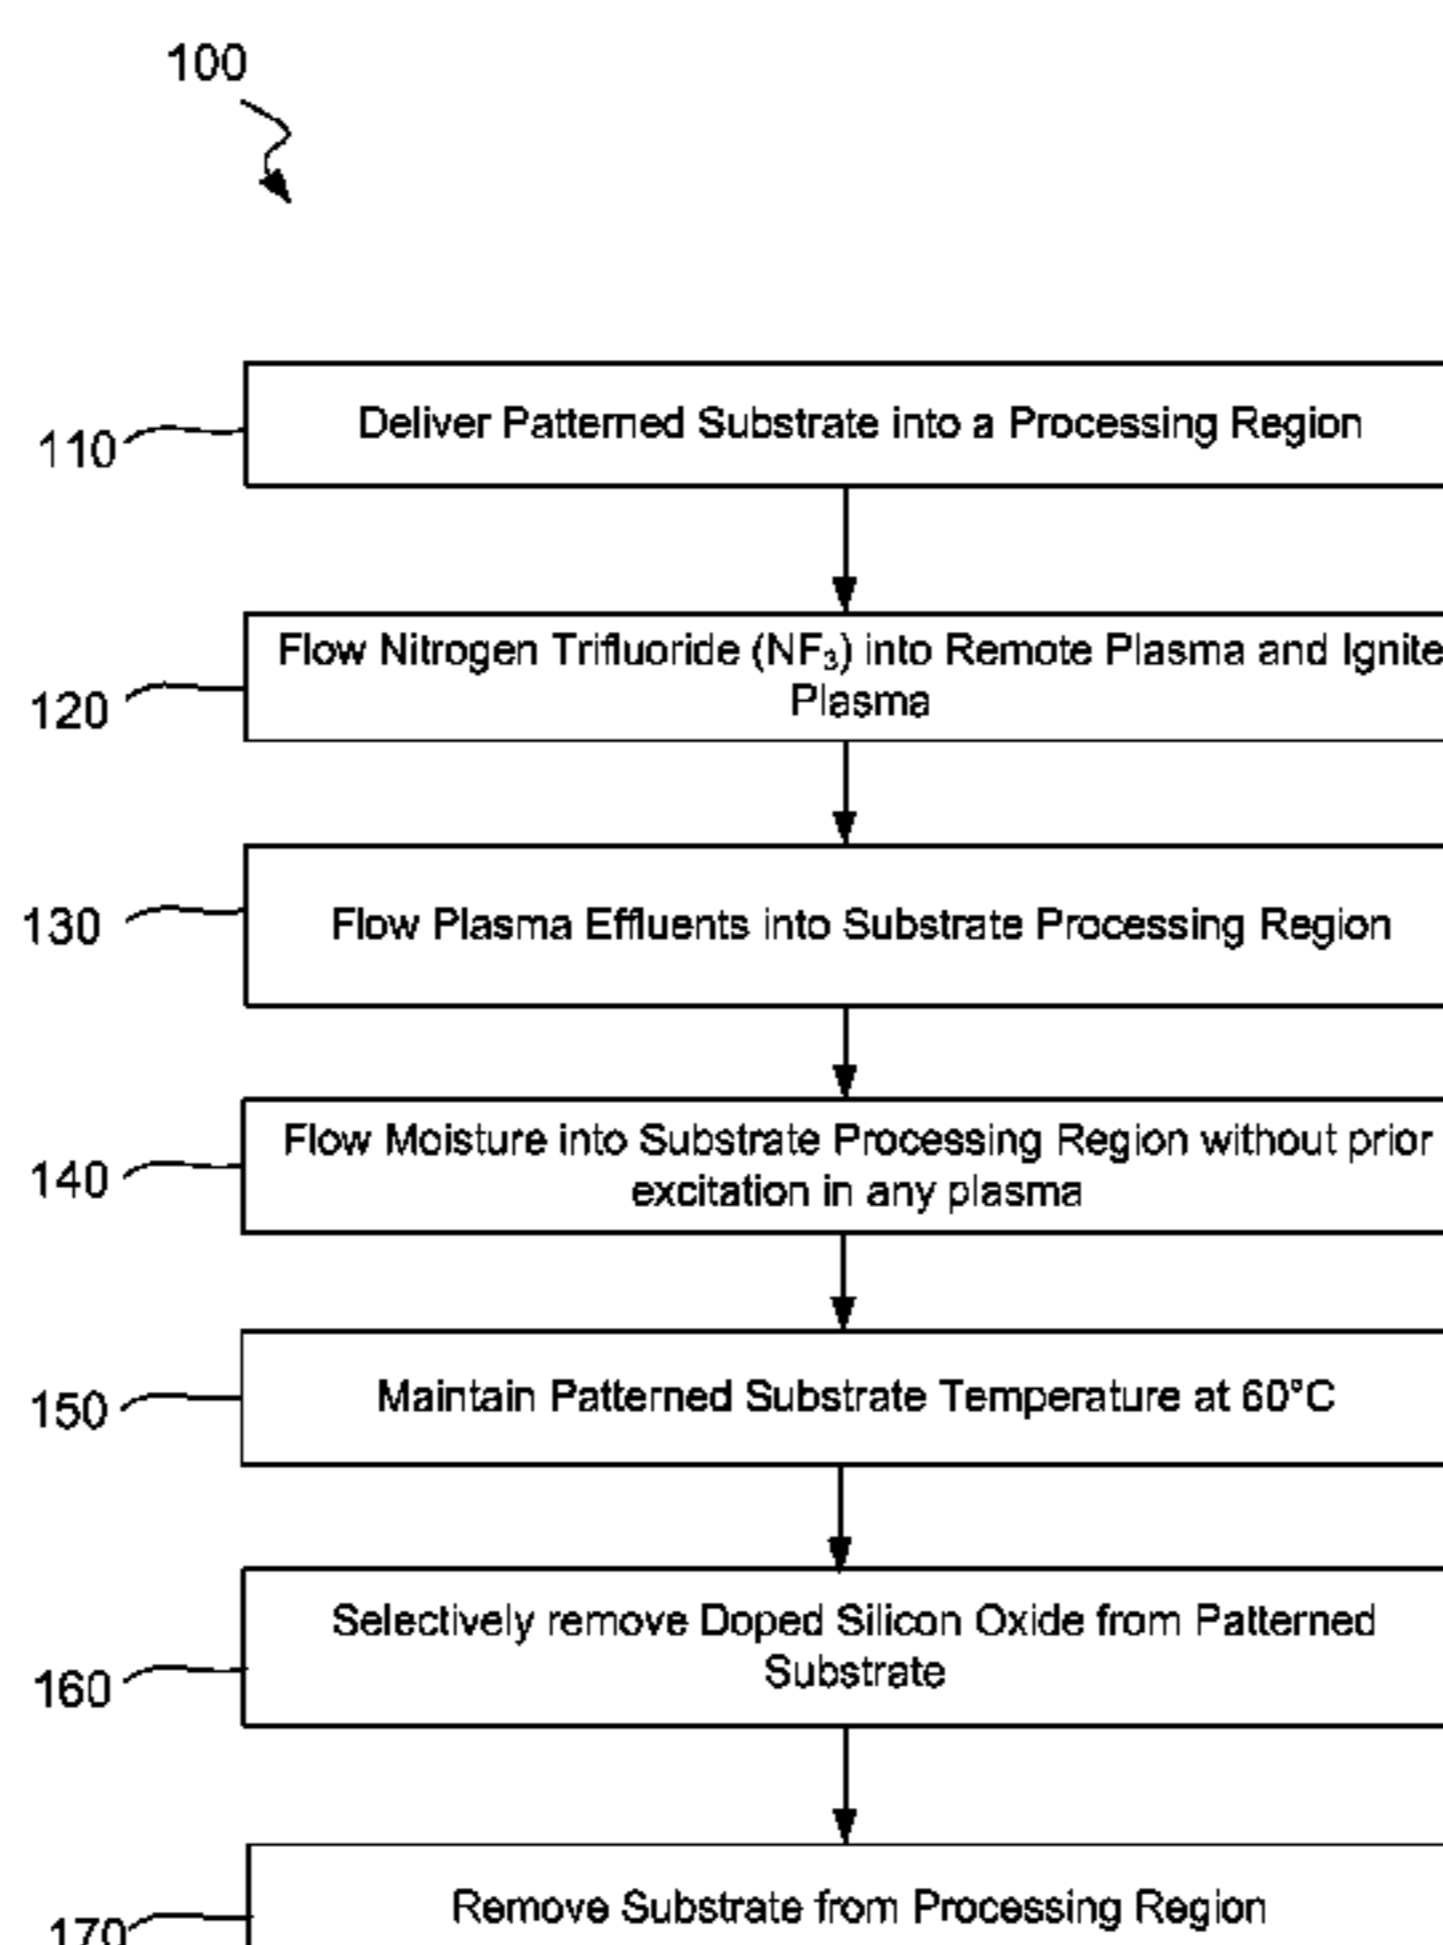 100
110
Deliver Patterned Substrate into a Processing Region
120
Flow Nitrogen Trifluoride (NF₃) into Remote Plasma and Ignite
Plasma
130
Flow Plasma Effluents into Substrate Processing Region
140
Flow Moisture into Substrate Processing Region without prior
excitation in any plasma
150
Maintain Patterned Substrate Temperature at 60°C
160
Selectively remove Doped Silicon Oxide from Patterned
Substrate
170
Remove Substrate from Processing Region